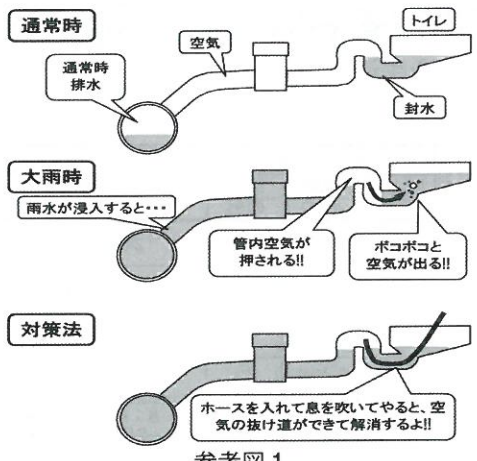 通常時
トイレ
空気
通常時
排水
封水
大雨時
雨水が浸入すると･･･
管内空気が
押される!!
ボコボコと
空気が出る!!
対策法
ホースを入れて息を吹いてやると、空
気の抜け道ができて解消するよ!!
参考図1